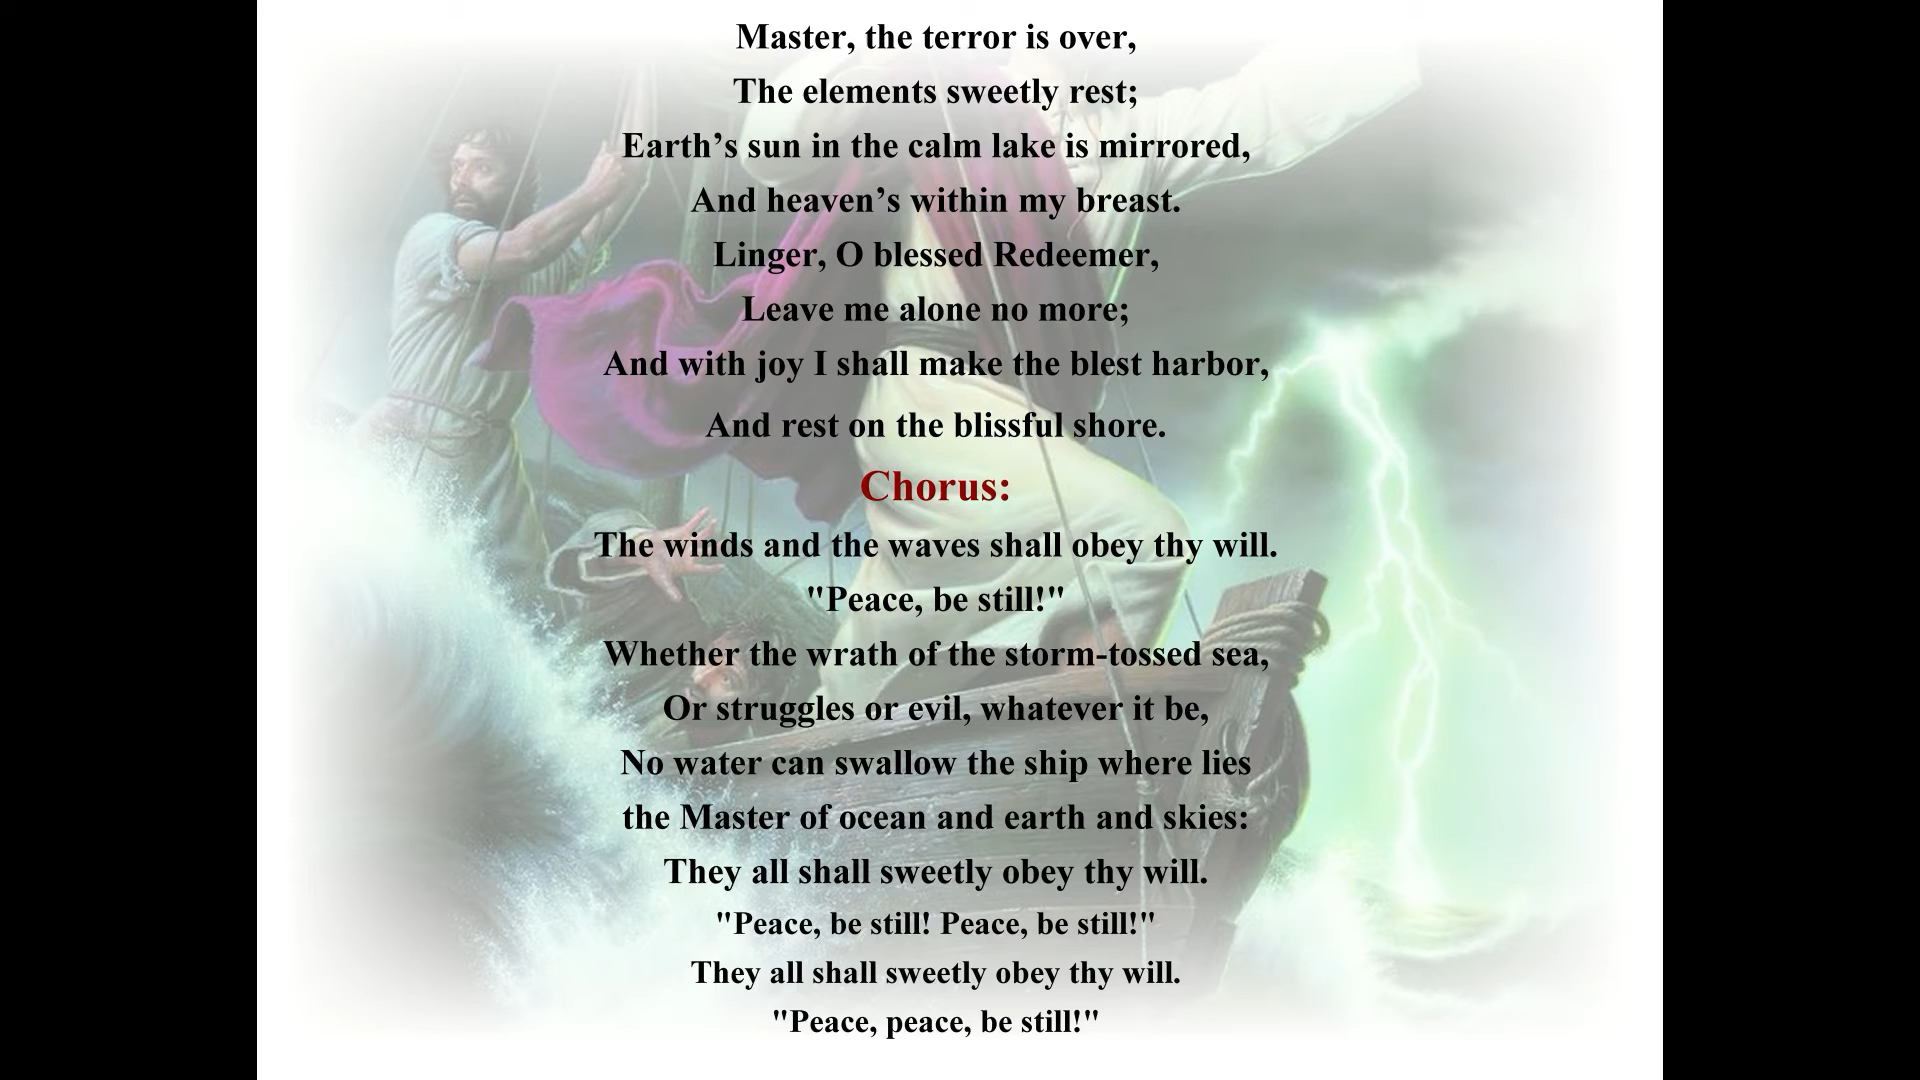 Master, the terror is over,
The elements sweetly rest;
Earth’s sun in the calm lake is mirrored,
And heaven’s within my breast.
Linger, O blessed Redeemer,
Leave me alone no more;
And with joy I shall make the blest harbor,
And rest on the blissful shore.
Chorus:
The winds and the waves shall obey thy will.
"Peace, be still!"
Whether the wrath of the storm-tossed sea,
Or struggles or evil, whatever it be,
No water can swallow the ship where lies
the Master of ocean and earth and skies:
They all shall sweetly obey thy will.
"Peace, be still! Peace, be still!"
They all shall sweetly obey thy will.
"Peace, peace, be still!"